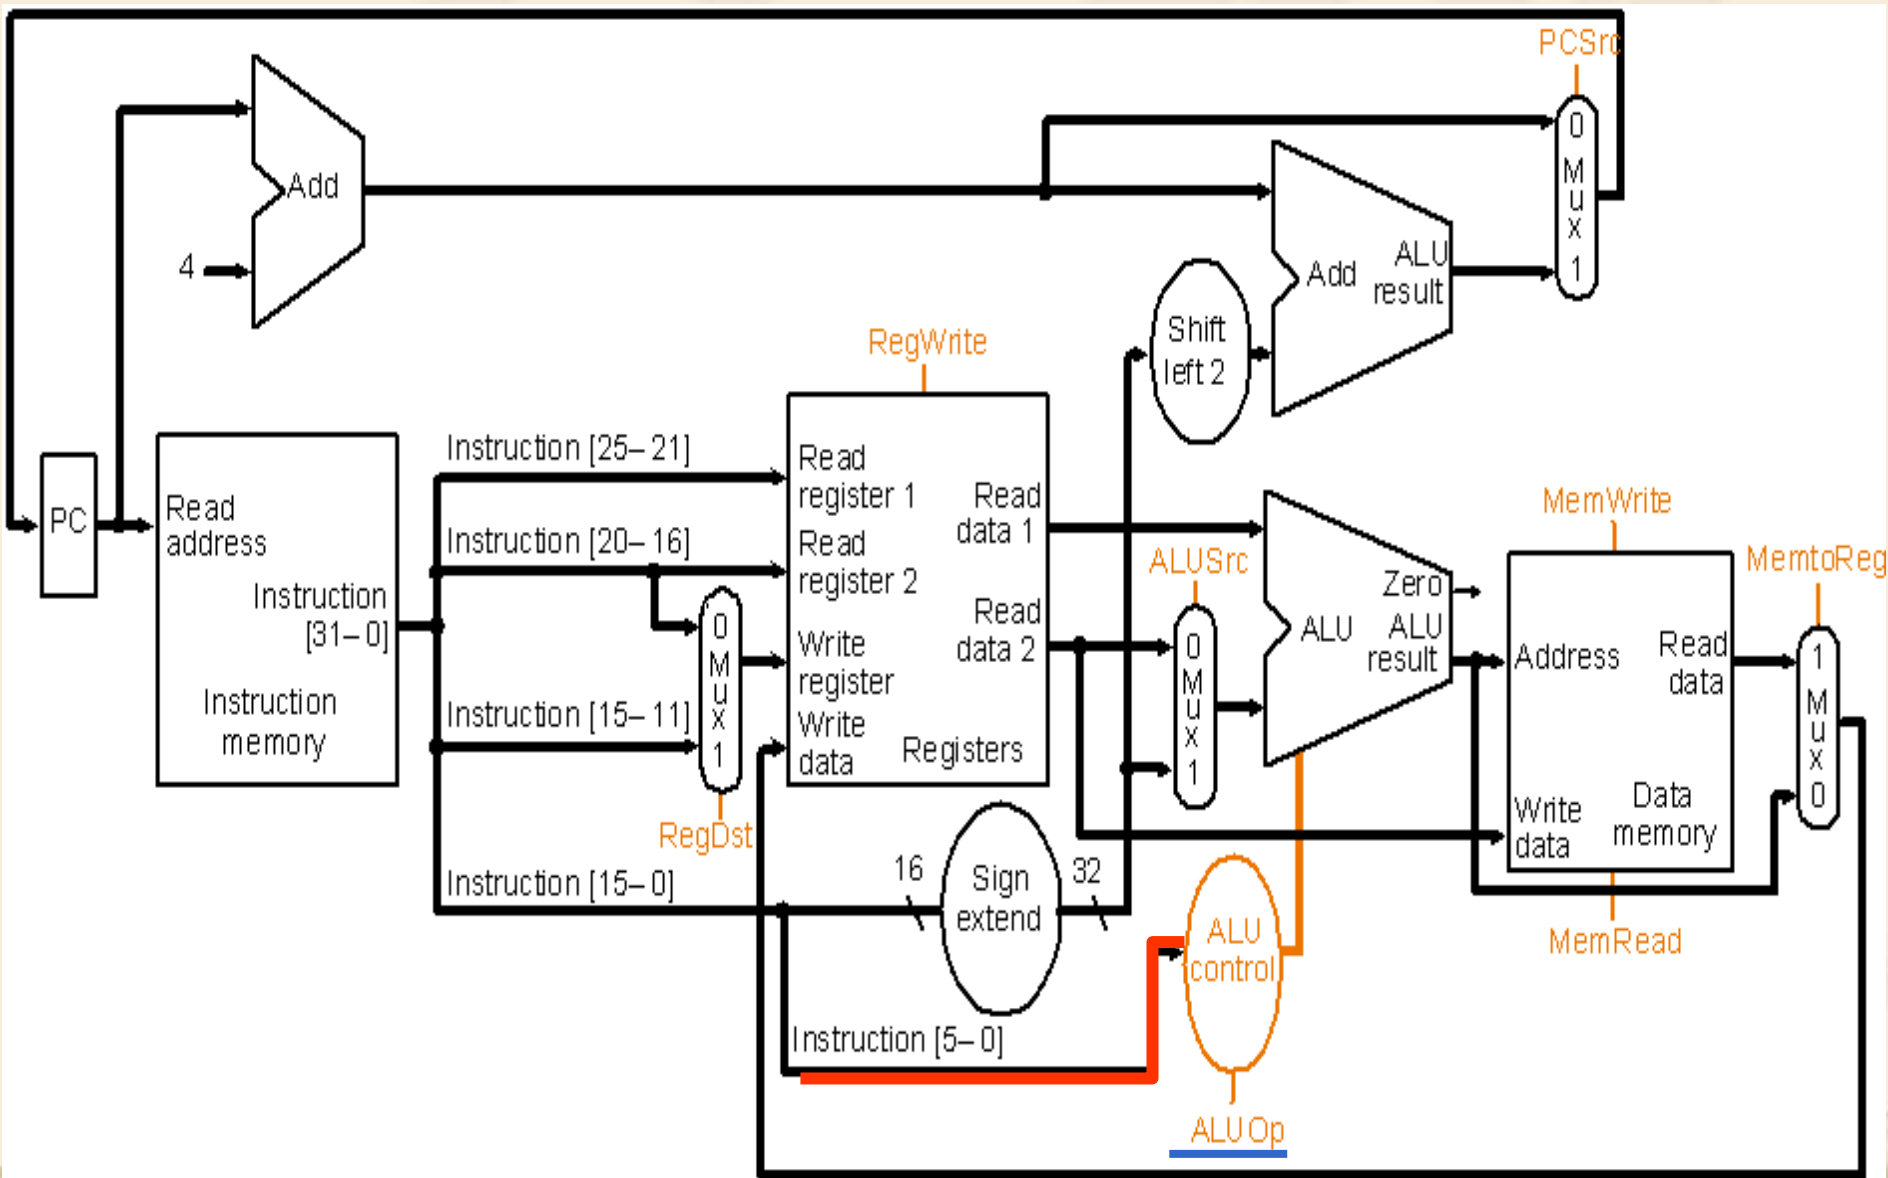 PCSrc
0
M
u
x
1
Add
4
Add
ALU
result
Shift
left 2
RegWrite
PC
Read
address
Instruction
[31–0]
Instruction
memory
Instruction [25–21]
Instruction [20–16]
Instruction [15–11]
Instruction [15–0]
0
M
u
x
1
RegDst
Read
register 1
Read
register 2
Write
register
Write
data
Read
data 1
Read
data 2
Registers
16
Sign
extend
32
ALUSrc
0
M
u
x
1
Zero
ALU
ALU
result
MemWrite
Address
Read
data
Write
data
Data
memory
MemRead
MemtoReg
1
M
u
x
0
Instruction [5–0]
ALU
control
ALUOp